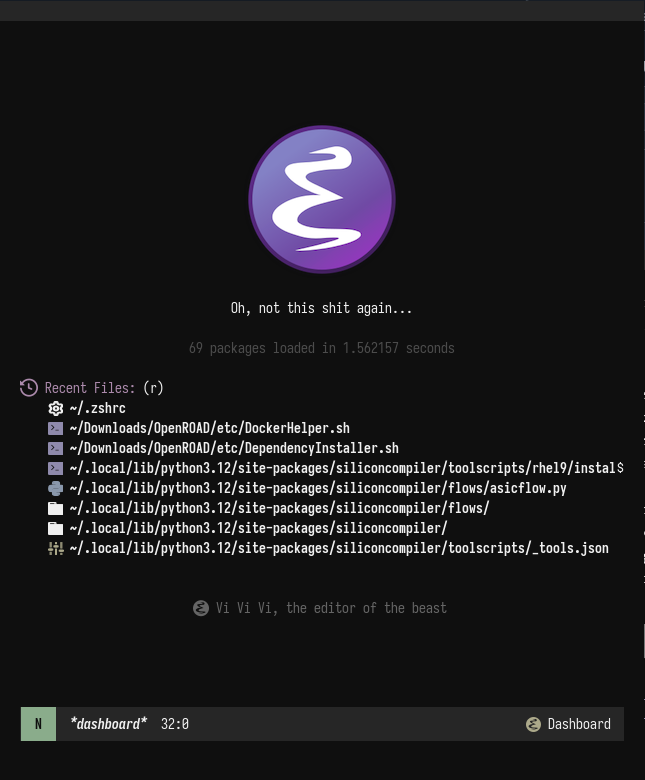 Oh, not this shit again...
69 packages loaded in 1.562157 seconds
Recent Files: (r)
~/.zshrc
~/Downloads/OpenROAD/etc/DockerHelper.sh
~/Downloads/OpenROAD/etc/DependencyInstaller.sh
~/.local/lib/python3.12/site-packages/siliconcompiler/toolscripts/rhel9/instal$
~/.local/lib/python3.12/site-packages/siliconcompiler/flows/asicflow.py
~/.local/lib/python3.12/site-packages/siliconcompiler/flows/
~/.local/lib/python3.12/site-packages/siliconcompiler/
~/.local/lib/python3.12/site-packages/siliconcompiler/toolscripts/_tools.json
Vi Vi Vi, the editor of the beast
N *dashboard* 32:0 Dashboard